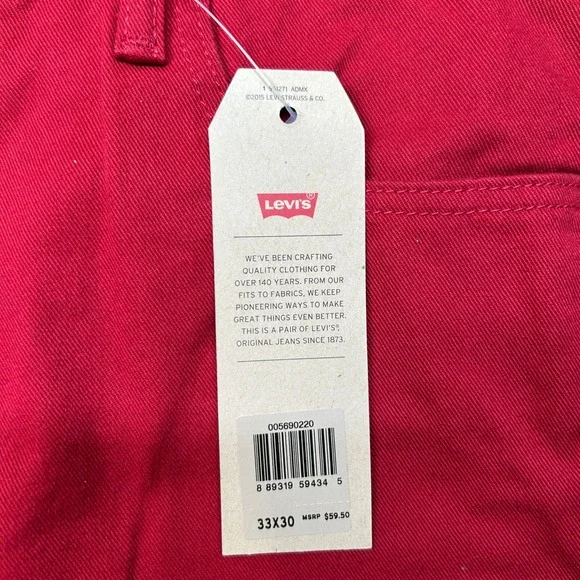 ©2015 LEVI STRAUSS & CO.
LEVI'S
®
WE'VE BEEN CRAFTING
QUALITY CLOTHING FOR
OVER 140 YEARS. FROM OUR
FITS TO FABRICS, WE KEEP
PIONEERING WAYS TO MAKE
GREAT THINGS EVEN BETTER.
THIS IS A PAIR OF LEVI'S®,
ORIGINAL JEANS SINCE 1873.
005690220
8 89319 59434 5
33X30 MSRP $59.50